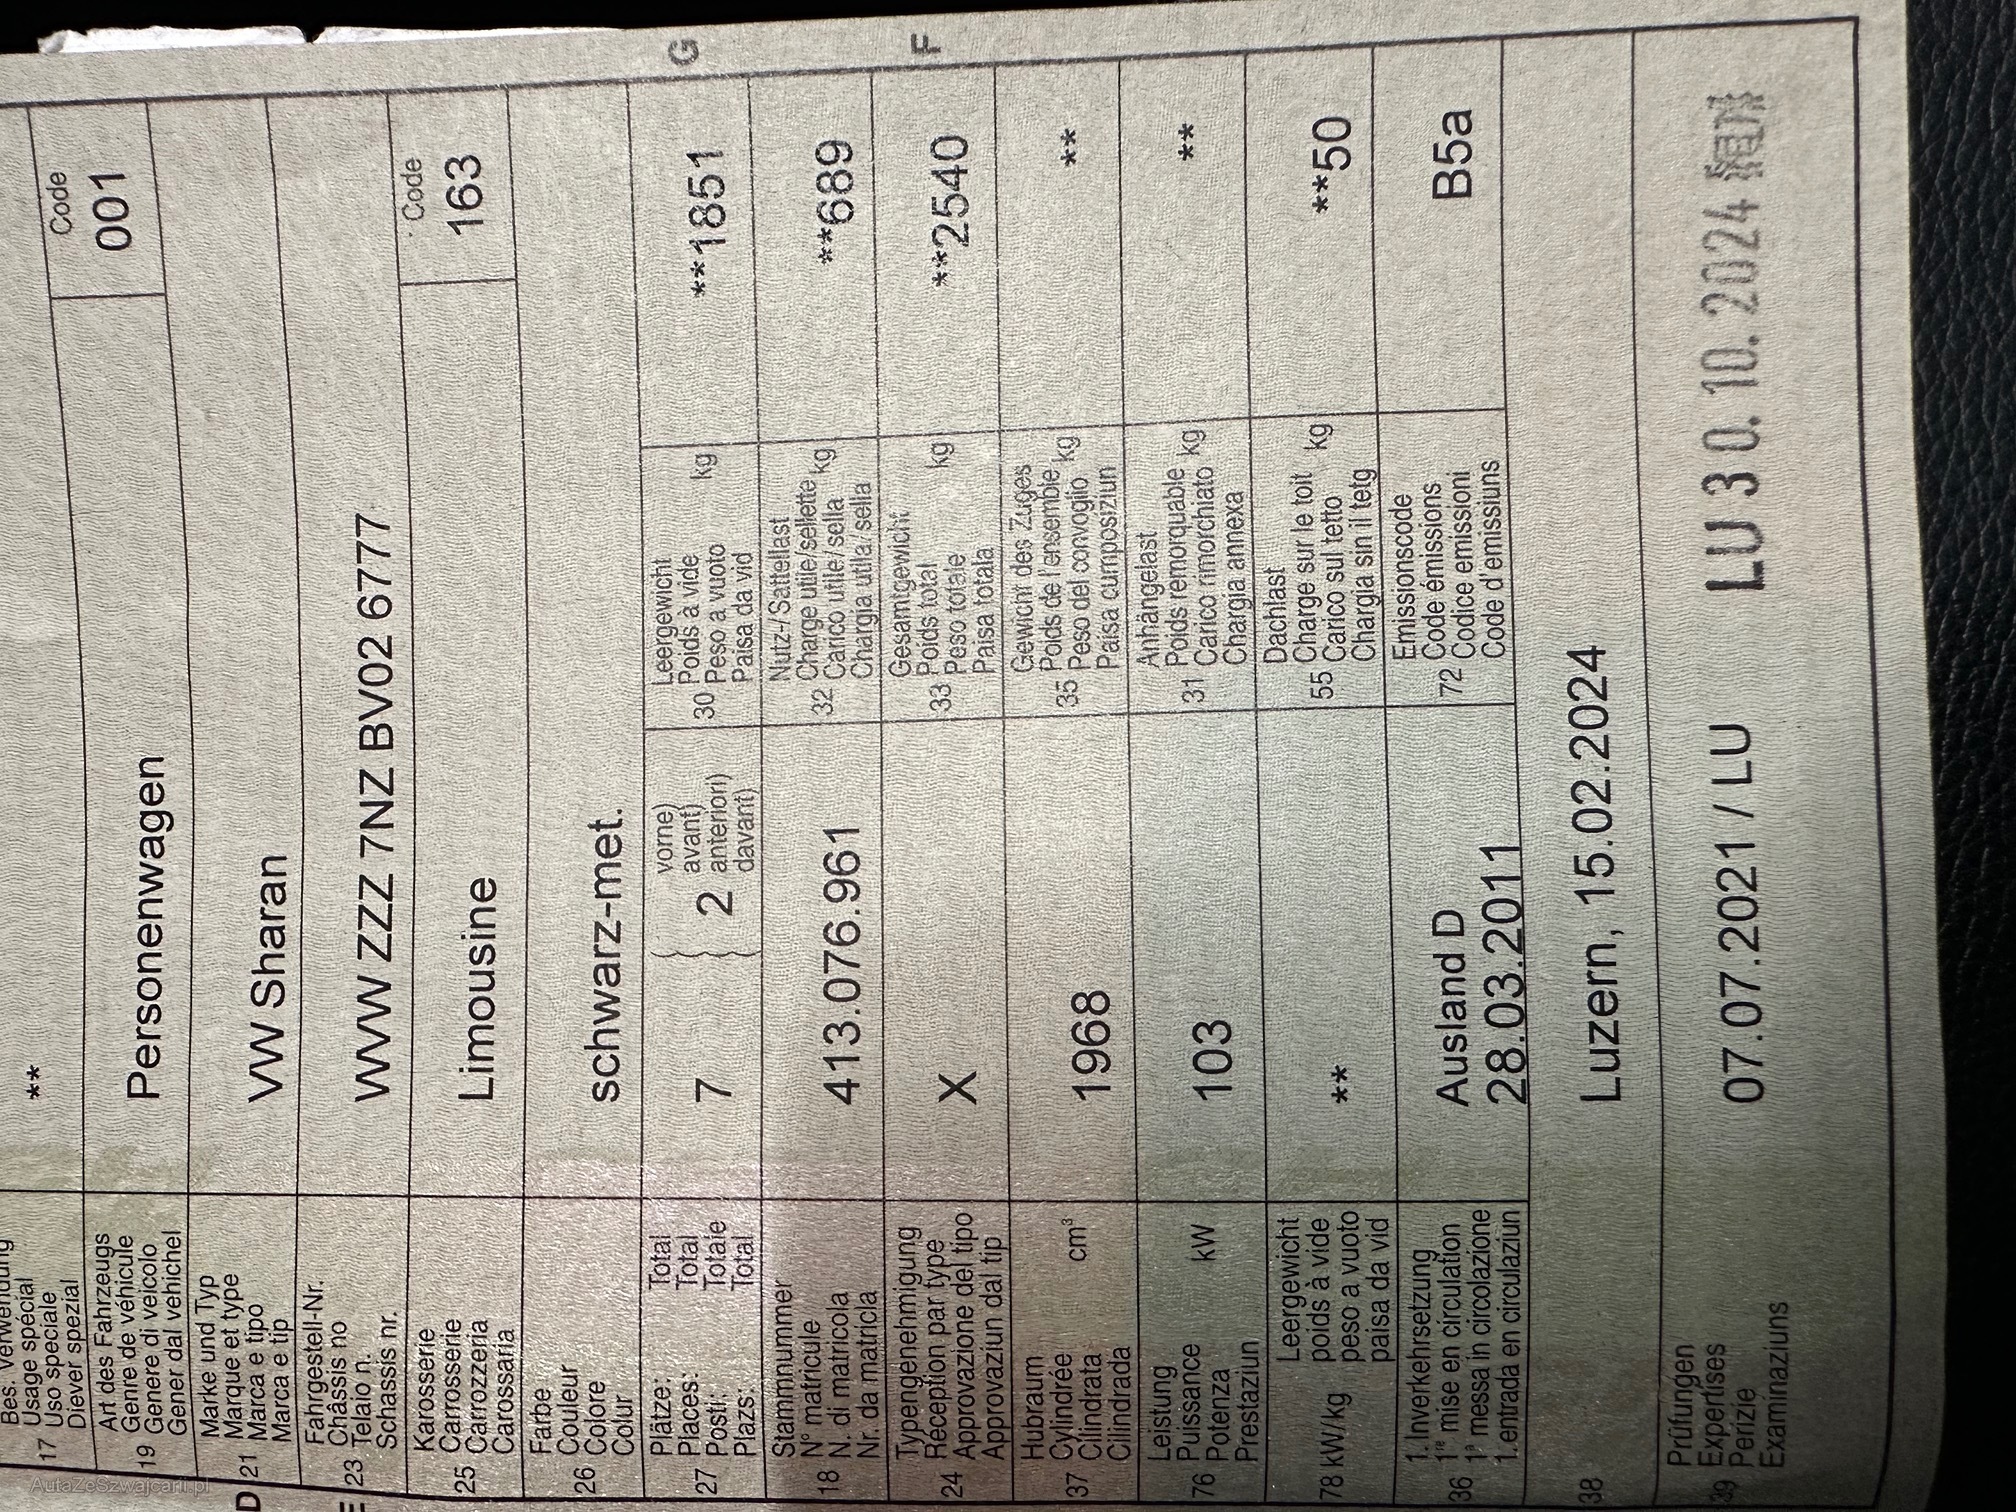 Bes. Verwendung
Usage spécial
17 Uso speciale
Diever spezial
**
Art des Fahrzeugs
Genre de véhicule
19 Genere di veicolo
Gener dal vehichel
Personenwagen
Code
001
Marke und Typ
Marque et type
D 21 Marca e tipo
Marca e tip
VW Sharan
Fahrgestell-Nr.
Châssis no
E 23 Telaio n.
Schassis nr.
WVW ZZZ 7NZ BV02 6777
Karosserie
Carrosserie
25 Carrozzeria
Carossaria
Limousine
Code
163
Farbe
Couleur
26 Colore
Colur
schwarz-met.
Plätze: Total
Places: Total
27 Posti: Totale
Plazs: Total
7
2
vorne)
avant)
anteriori)
davant)
Leergewicht
30 Poids à vide kg
Peso a vuoto
Paisa da vid
**1851
G
Stammnummer
N° matricule
18 N. di matricola
Nr. da matricla
413.076.961
Nutz-/Sattellast
Charge utile/sellette kg
32 Carico utile/sella
Chargia utila/sella
**689
Typengenehmigung
Réception par type
24 Approvazione del tipo
Approvaziun dal tip
X
Gesamtgewicht
Poids total kg
33 Peso totale
Paisa totala
**2540
F
Hubraum
Cylindrée cm³
37 Cilindrata
Cilindrada
1968
Gewicht des Zuges
Poids de l'ensemble kg
35 Peso del convoglio
Paisa cumposiziun
**
Leistung
Puissance
76 Potenza kW
Prestaziun
103
Anhängelast
Poids remorquable kg
31 Carico rimorchiato
Chargia annexa
**
Leergewicht
poids à vide
78 kW/kg peso a vuoto
paisa da vid
**
Dachlast
Charge sur le toit kg
55 Carico sul tetto
Chargia sin il tetg
**50
1. Inverkehrsetzung
1re mise en circulation
36 1a messa in circolazione
1. entrada en circulaziun
Ausland D
28.03.2011
Emissionscode
Code émissions
72 Codice emissioni
Code d'emissiuns
B5a
38
Luzern, 15.02.2024
Prüfungen
Expertises
39 Perizie
Examinaziuns
07.07.2021 / LU
LU 30. 10. 2024
AutaZeSzwajcarii.pl